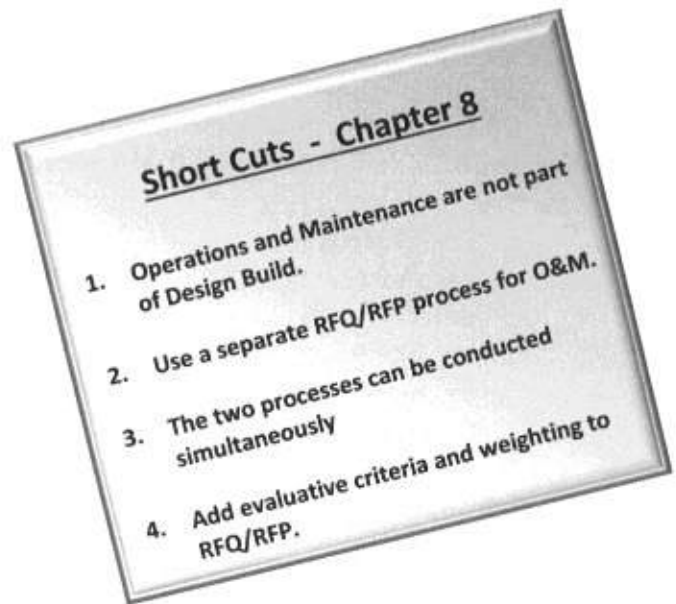 Short Cuts - Chapter 8
1. Operations and Maintenance are not part
of Design Build.
2. Use a separate RFQ/RFP process for O&M.
3. The two processes can be conducted
simultaneously
4. Add evaluative criteria and weighting to
RFQ/RFP.